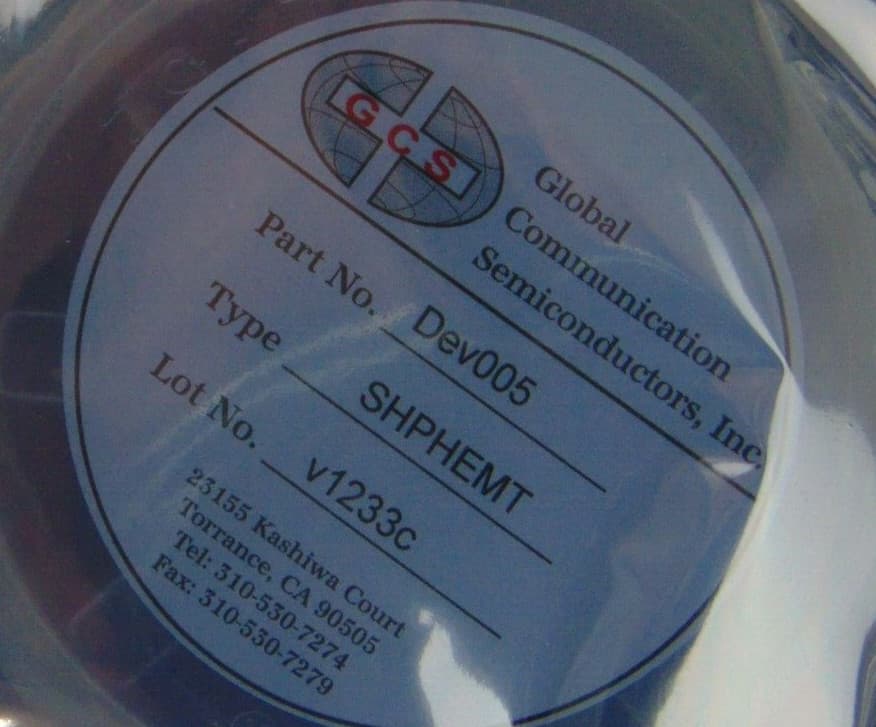 GCS
Global
Communication
Semiconductors, Inc.
Part No. Dev005
Type SHPHEMT
Lot No. v1233c
23155 Kashiwa Court
Torrance, CA 90505
Tel: 310-530-7274
Fax: 310-530-7279